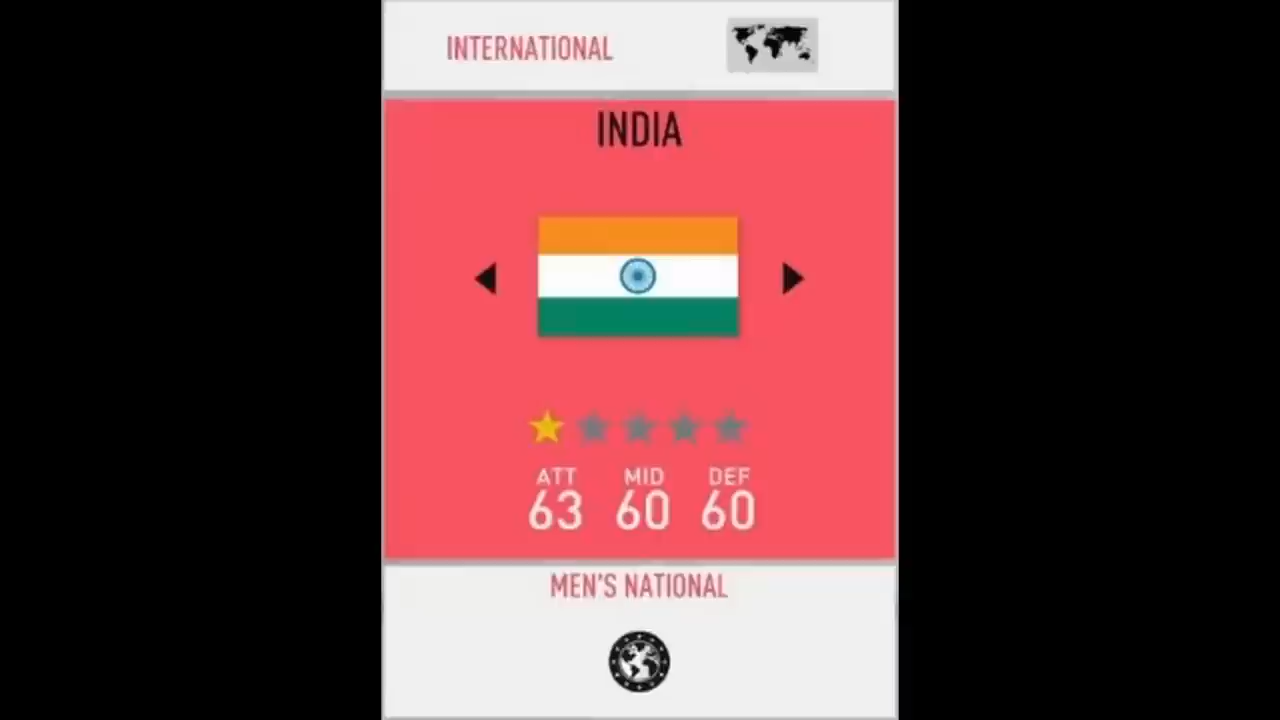 INTERNATIONAL
INDIA
ATT MID DEF
63 60 60
MEN'S NATIONAL